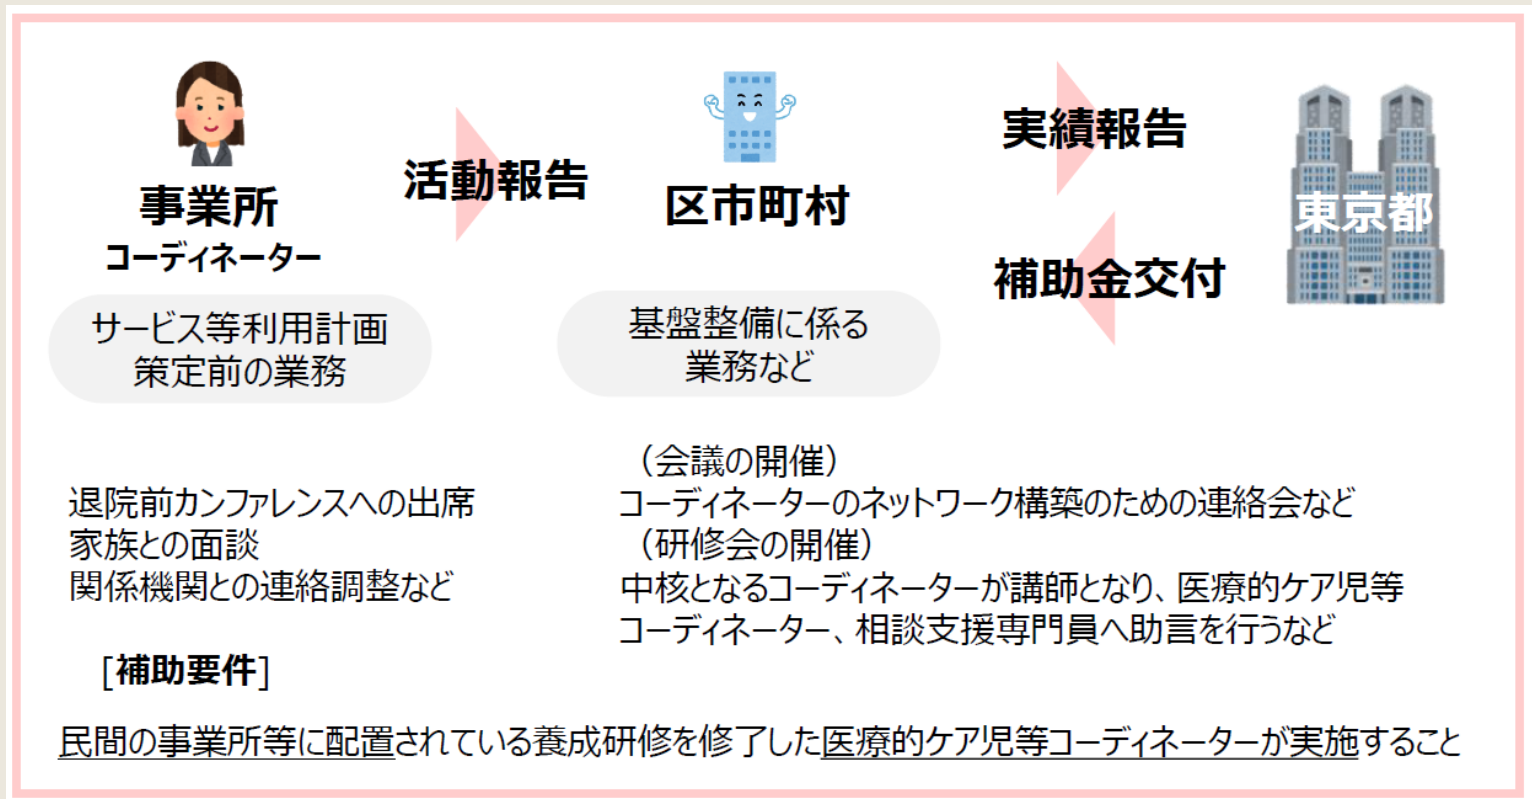 事業所
コーディネーター
サービス等利用計画
策定前の業務
退院前カンファレンスへの出席
家族との面談
関係機関との連絡調整など
活動報告
区市町村
基盤整備に係る
業務など
（会議の開催）
コーディネーターのネットワーク構築のための連絡会など
（研修会の開催）
中核となるコーディネーターが講師となり、医療的ケア児等
コーディネーター、相談支援専門員へ助言を行うなど
実績報告
補助金交付
東京都
[補助要件]
民間の事業所等に配置されている養成研修を修了した医療的ケア児等コーディネーターが実施すること